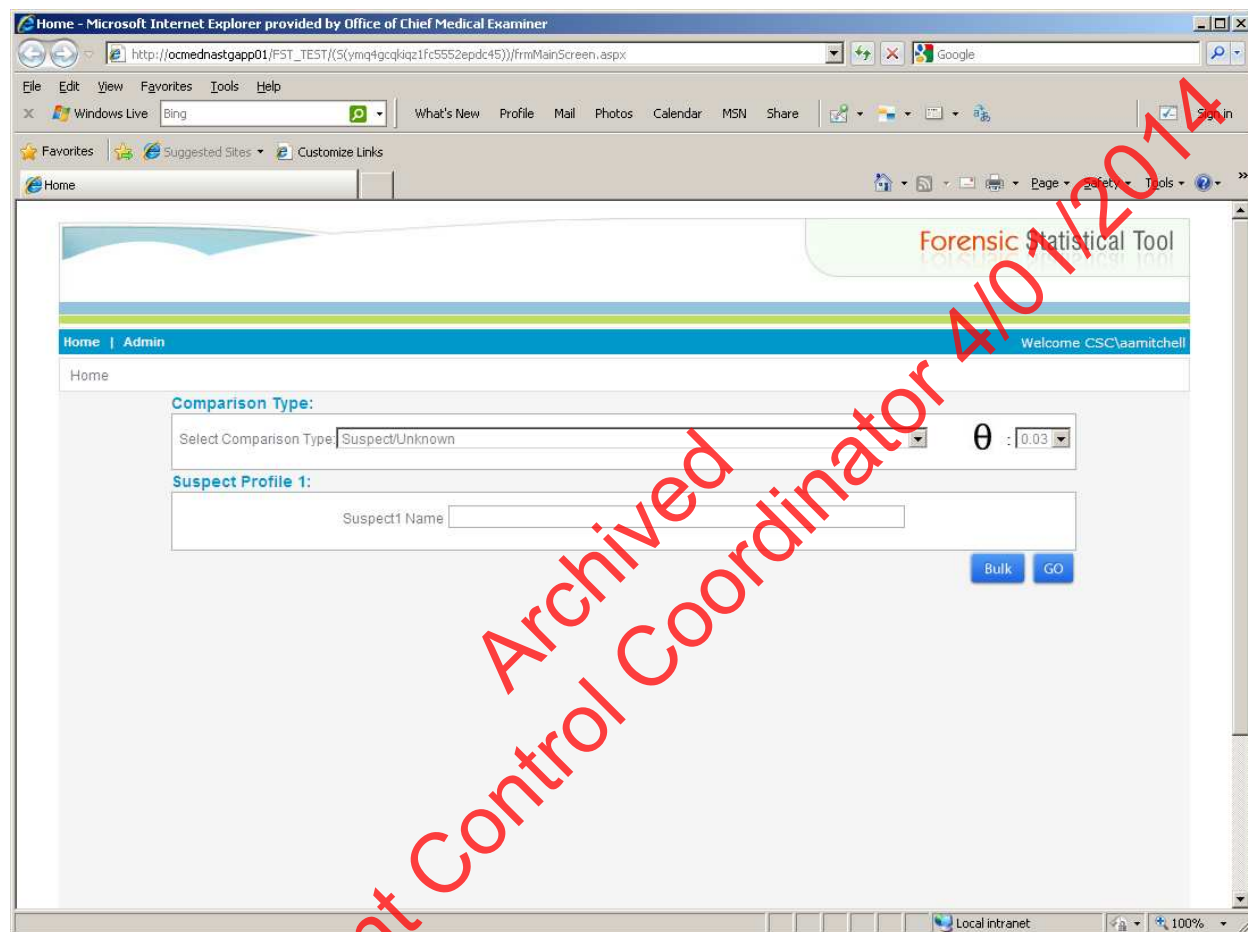 Home - Microsoft Internet Explorer provided by Office of Chief Medical Examiner
http://ocmednastgapp01/FST_TEST/(S(ymq4gcqkiqz1fc5552epdc45))/frmMainScreen.aspx
Google
File Edit View Favorites Tools Help
x Windows Live Bing What's New Profile Mail Photos Calendar MSN Share Sign in
Favorites Suggested Sites Customize Links
Home Page Safety Tools »
Forensic Statistical Tool
Home | Admin Welcome CSC\aamitchell
Home
Comparison Type:
Select Comparison Type: Suspect/Unknown θ : 0.03
Suspect Profile 1:
Suspect1 Name
Bulk GO
Archived
Control Coordinator 4/01/2014
Local intranet 100%